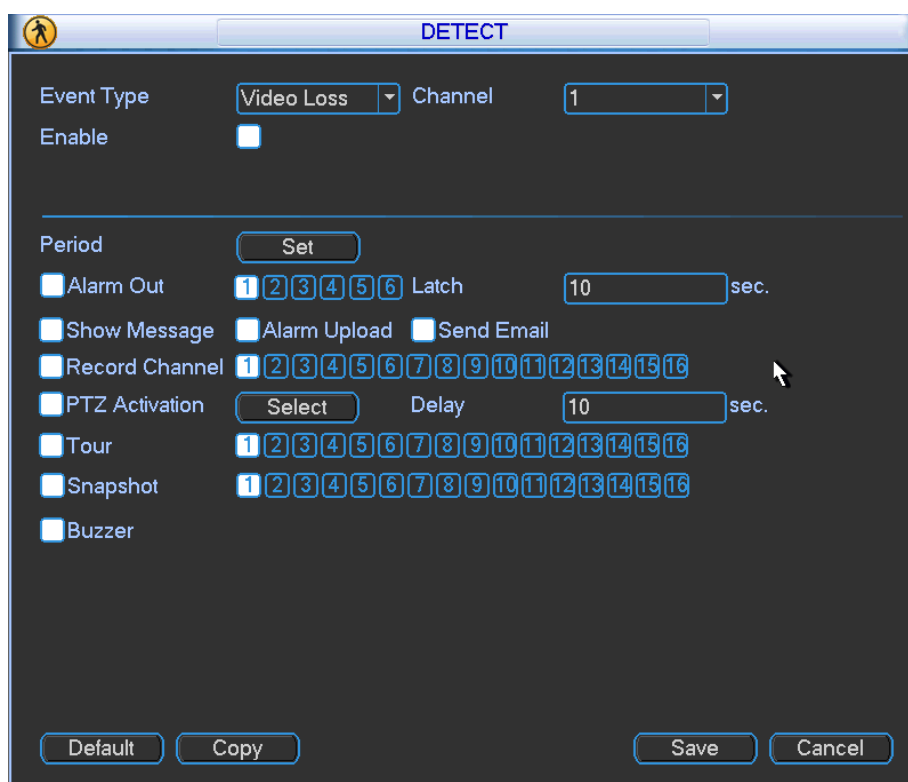 DETECT
Event Type Video Loss Channel 1
Enable
Period Set
Alarm Out 1 2 3 4 5 6 Latch 10 sec.
Show Message Alarm Upload Send Email
Record Channel 1 2 3 4 5 6 7 8 9 10 11 12 13 14 15 16
PTZ Activation Select Delay 10 sec.
Tour 1 2 3 4 5 6 7 8 9 10 11 12 13 14 15 16
Snapshot 1 2 3 4 5 6 7 8 9 10 11 12 13 14 15 16
Buzzer
Default Copy Save Cancel